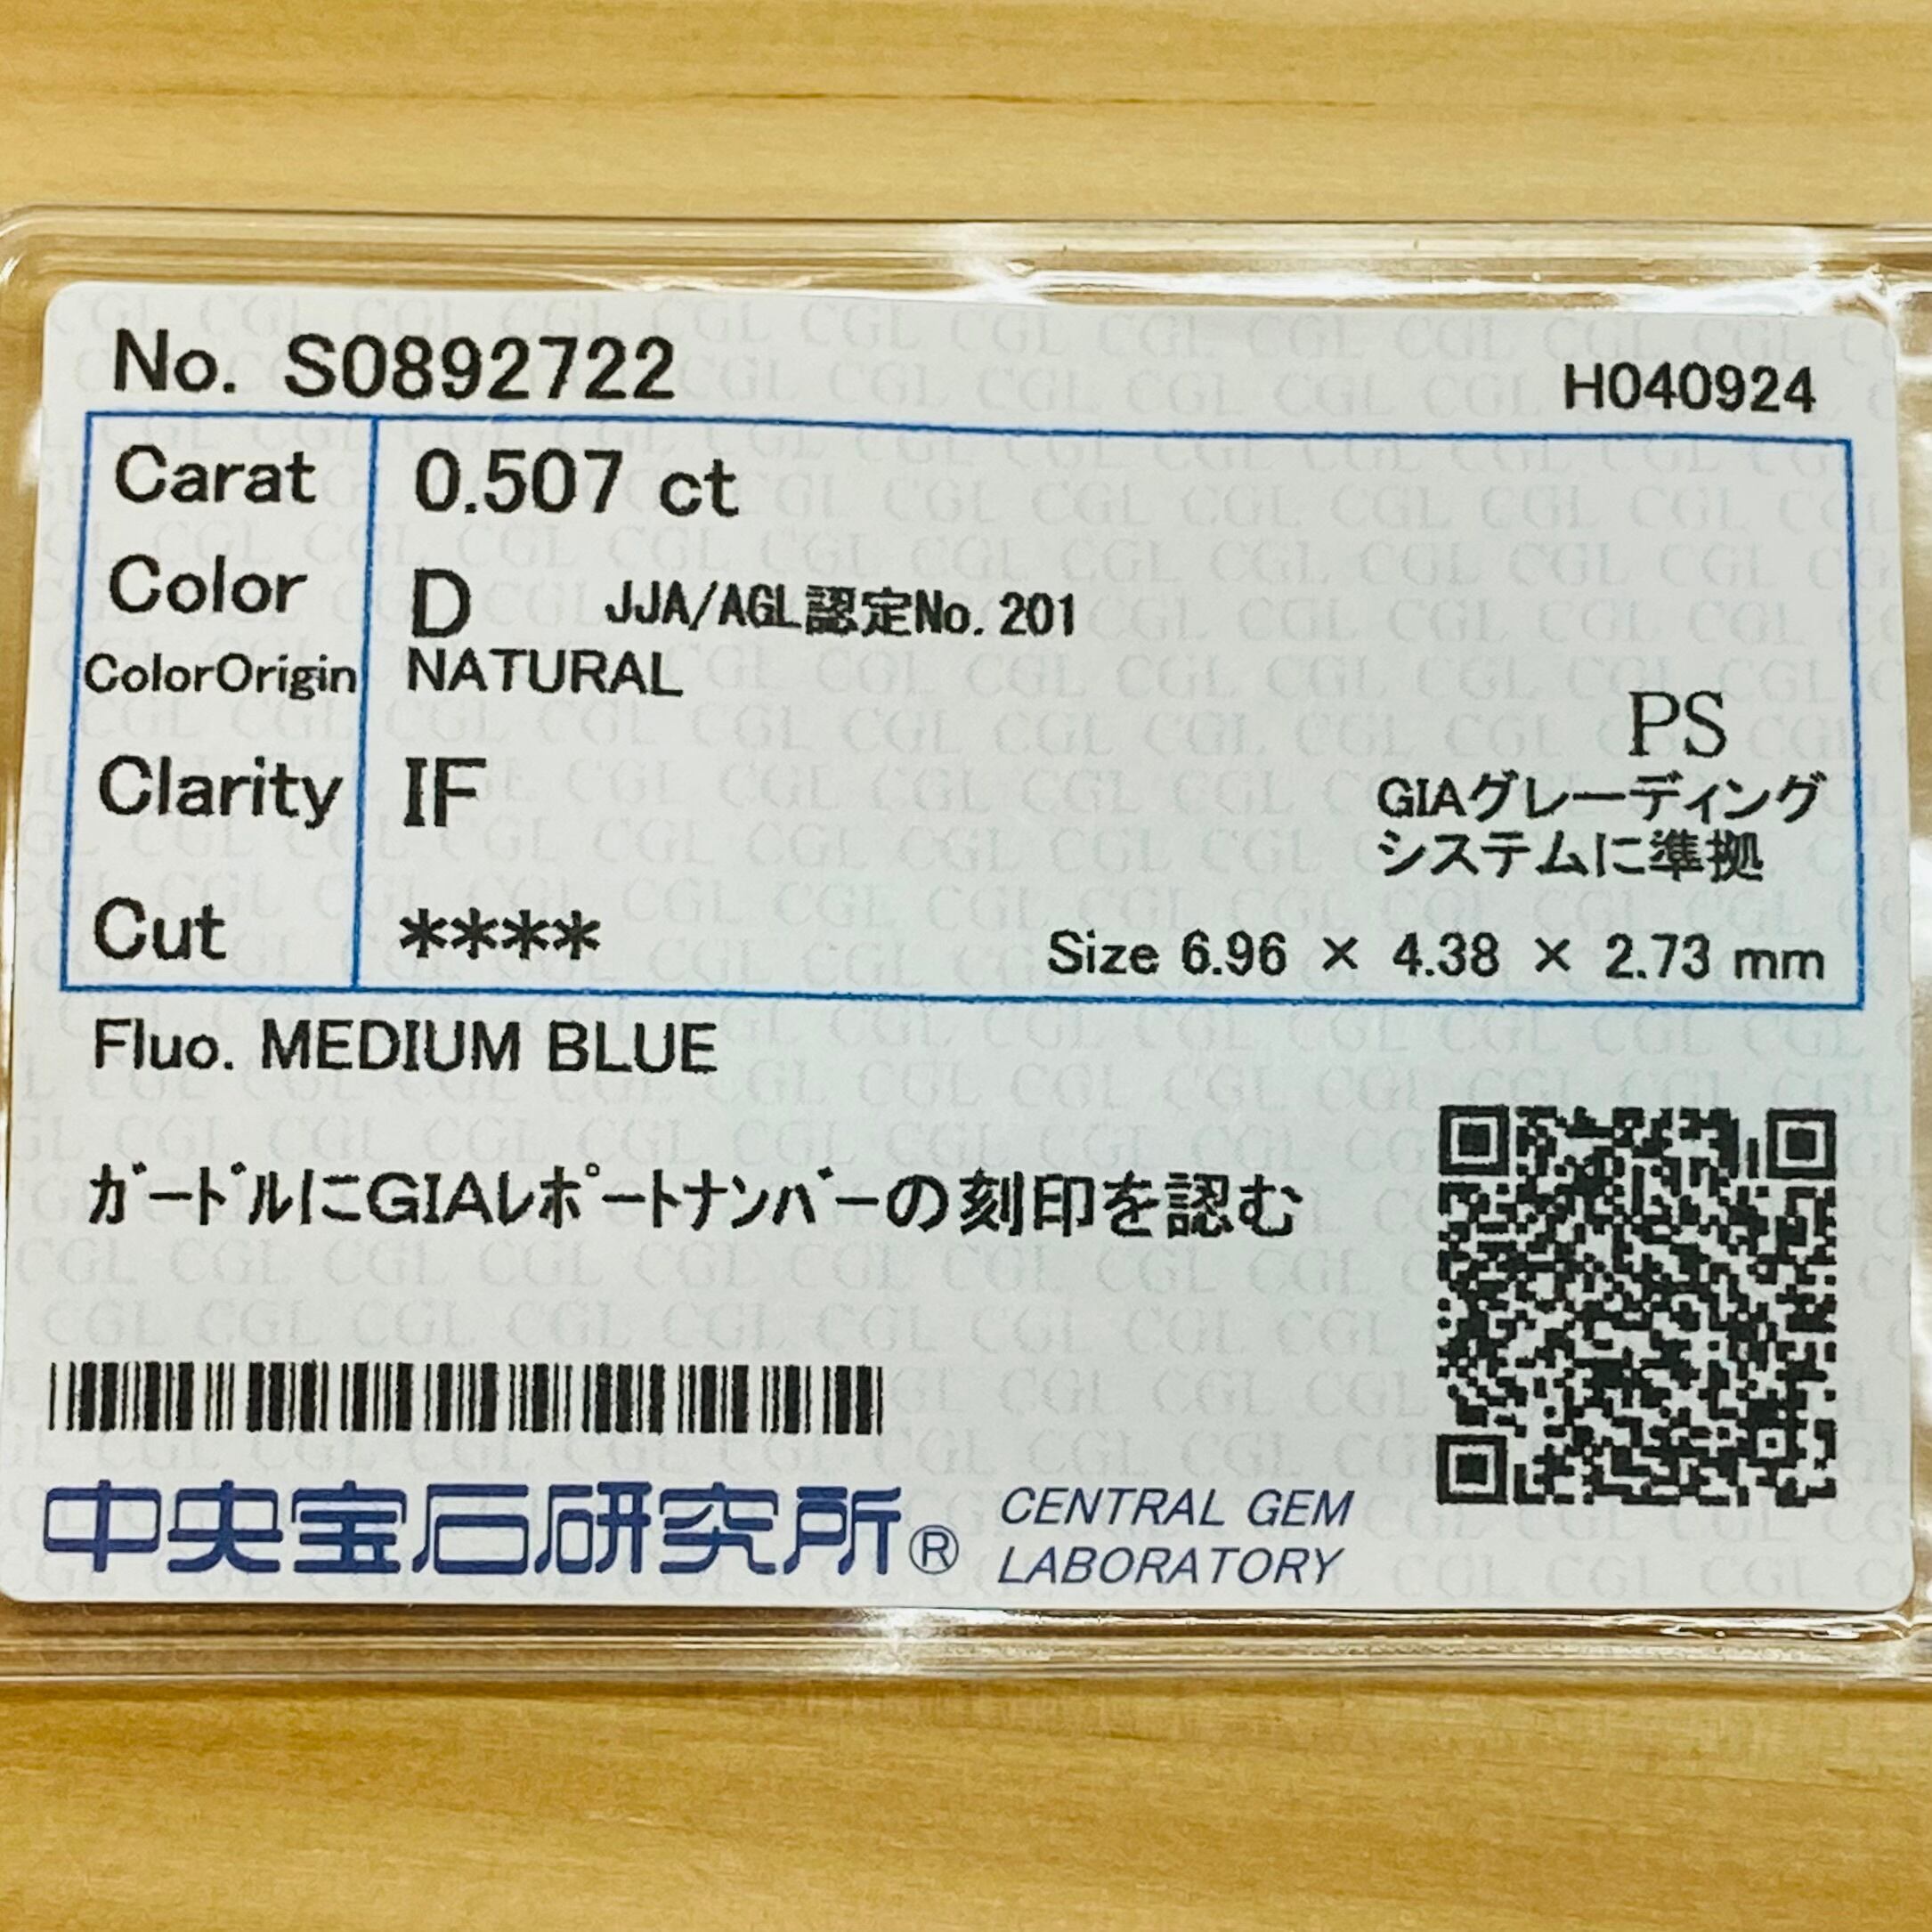 No. S0892722
H040924
Carat 0.507 ct
Color D JJA/AGL認定No.201
ColorOrigin NATURAL
PS
Clarity IF
GIAグレーディング
システムに準拠
Cut ****
Size 6.96 × 4.38 × 2.73 mm
Fluo. MEDIUM BLUE
ｶﾞｰﾄﾞﾙにGIAﾚﾎﾟｰﾄﾅﾝﾊﾞｰの刻印を認む
中央宝石研究所® CENTRAL GEM
LABORATORY